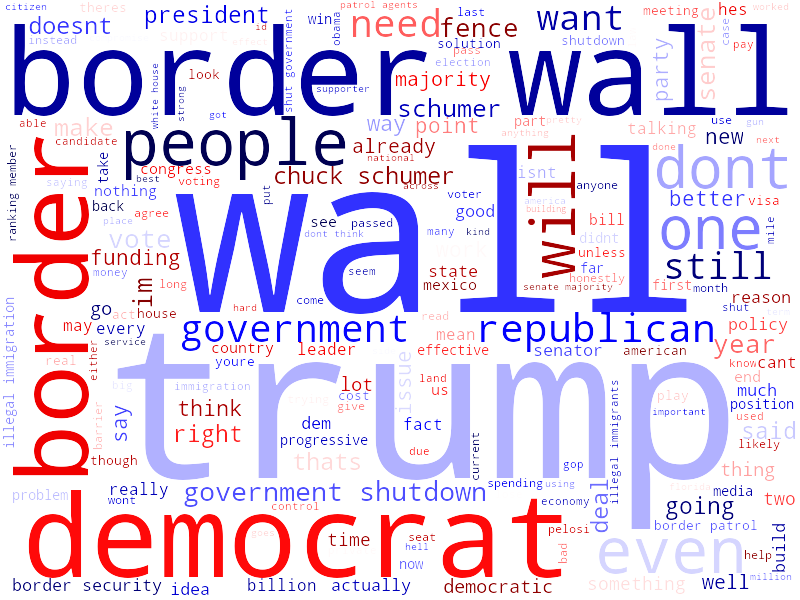 citizen
theres
patrol agents
president
doesnt
instead
support
id
win
obama
last
need
fence
want
meeting
hes
senate
case
pay
worked
border wall
solution
pass
election
shutdown
party
white house
strong
look
got
shut government
supporter
majority
schumer
able
make
candidate
people
already
way
point
part
pretty
anything
talking
use
gun
new
next
done
ranking member
border
saying
take
congress
voting
best
national
chuck schumer
across
isnt
will
dont
nothing
back
place
agree
put
see
passed
dont think
voter
many
kind
good
america
building
anyone
didnt
bill
better
visa
one
mile
vote
funding
money
im
wall
seem
state
mexico
unless
far
honestly
still
first
month
illegal immigration
go
may
act
house
every
service
long
hard
come
senate majority
reason
shut
term
policy
government
republican
read
mean
year
real
either
country
youre
leader
effective
senator
american
know
cant
end
big
immigration
trying
lot
cost
give
issue
land
us
trump
play
much
position
important
used
barrier
say
think
right
dem
progressive
fact
due
illegal immigrants
said
likely
though
thats
current
thing
problem
really
wont
government shutdown
spending
using
gop
deal
florida
media
two
going
control
economy
border patrol
democrat
goes
time
seat
hell
now
pelosi
bad
even
help
build
border security
idea
billion
actually
democratic
something
well
million